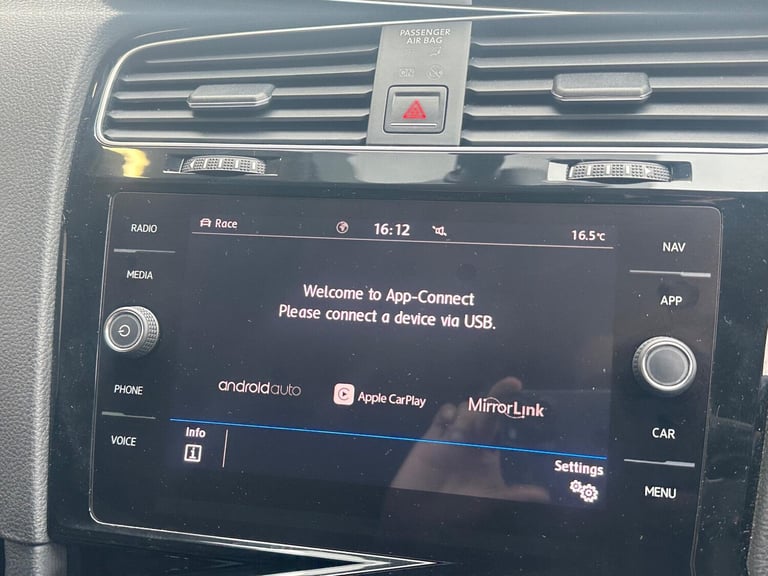 PASSENGER
AIR BAG
ON
RADIO
MEDIA
PHONE
VOICE
Race
16:12
16.5°C
Welcome to App-Connect
Please connect a device via USB.
androidauto
Apple CarPlay
MirrorLink
Info
Settings
NAV
APP
CAR
MENU